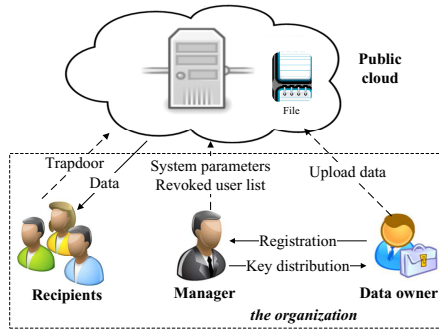 Public
cloud
File
Trapdoor
Data
System parameters
Revoked user list
Upload data
Registration
Key distribution
Recipients
Manager
Data owner
the organization